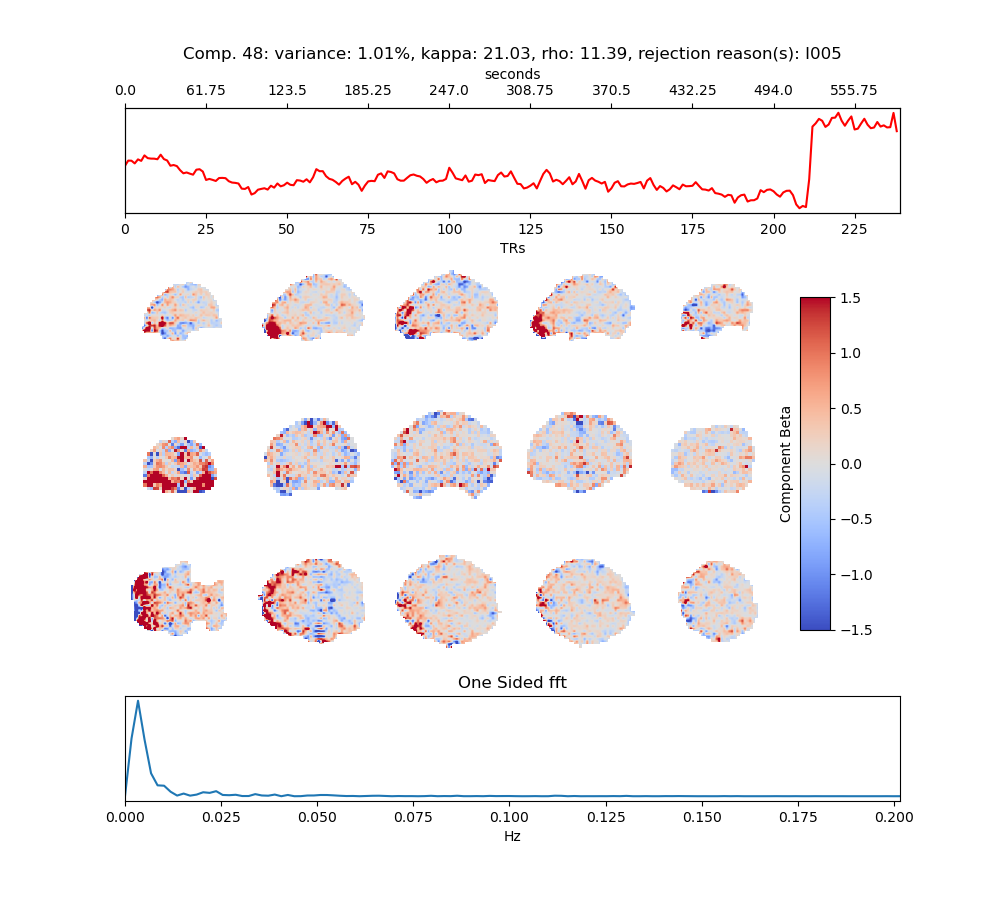 Comp. 48: variance: 1.01%, kappa: 21.03, rho: 11.39, rejection reason(s): I005
seconds
0.0 61.75 123.5 185.25 247.0 308.75 370.5 432.25 494.0 555.75
0 25 50 75 100 125 150 175 200 225
TRs
1.5
1.0
0.5
0.0
−0.5
−1.0
−1.5
Component Beta
One Sided fft
0.000 0.025 0.050 0.075 0.100 0.125 0.150 0.175 0.200
Hz